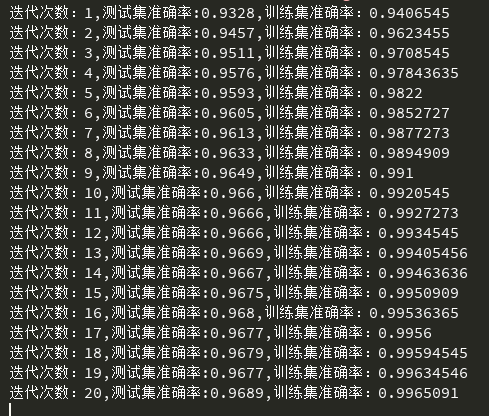 迭代次数：1,测试集准确率:0.9328,训练集准确率：0.9406545
迭代次数：2,测试集准确率:0.9457,训练集准确率：0.9623455
迭代次数：3,测试集准确率:0.9511,训练集准确率：0.9708545
迭代次数：4,测试集准确率:0.9576,训练集准确率：0.97843635
迭代次数：5,测试集准确率:0.9593,训练集准确率：0.9822
迭代次数：6,测试集准确率:0.9605,训练集准确率：0.9852727
迭代次数：7,测试集准确率:0.9613,训练集准确率：0.9877273
迭代次数：8,测试集准确率:0.9633,训练集准确率：0.9894909
迭代次数：9,测试集准确率:0.9649,训练集准确率：0.991
迭代次数：10,测试集准确率:0.966,训练集准确率：0.9920545
迭代次数：11,测试集准确率:0.9666,训练集准确率：0.9927273
迭代次数：12,测试集准确率:0.9666,训练集准确率：0.9934545
迭代次数：13,测试集准确率:0.9669,训练集准确率：0.99405456
迭代次数：14,测试集准确率:0.9667,训练集准确率：0.99463636
迭代次数：15,测试集准确率:0.9675,训练集准确率：0.9950909
迭代次数：16,测试集准确率:0.968,训练集准确率：0.99536365
迭代次数：17,测试集准确率:0.9677,训练集准确率：0.9956
迭代次数：18,测试集准确率:0.9679,训练集准确率：0.99594545
迭代次数：19,测试集准确率:0.9677,训练集准确率：0.99634546
迭代次数：20,测试集准确率:0.9689,训练集准确率：0.9965091